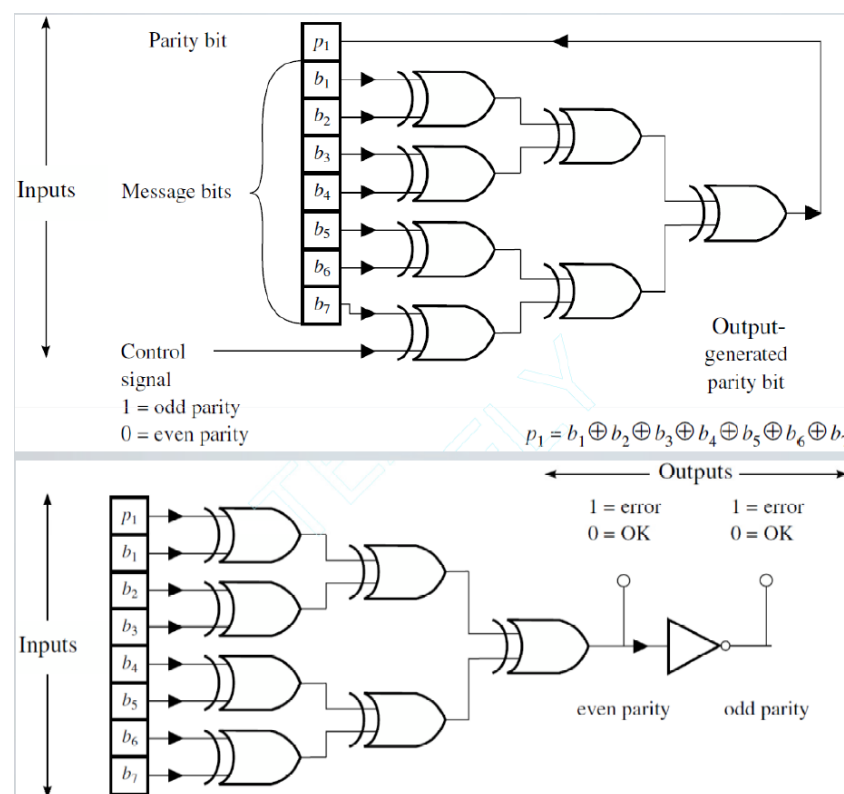 Parity bit
p₁
b₁
b₂
b₃
b₄
b₅
b₆
b₇
Inputs
Message bits
Control
signal
1 = odd parity
0 = even parity
Output-
generated
parity bit
p₁ = b₁ ⊕ b₂ ⊕ b₃ ⊕ b₄ ⊕ b₅ ⊕ b₆ ⊕ b
Outputs
1 = error 1 = error
0 = OK 0 = OK
p₁
b₁
b₂
b₃
b₄
b₅
b₆
b₇
Inputs
even parity odd parity